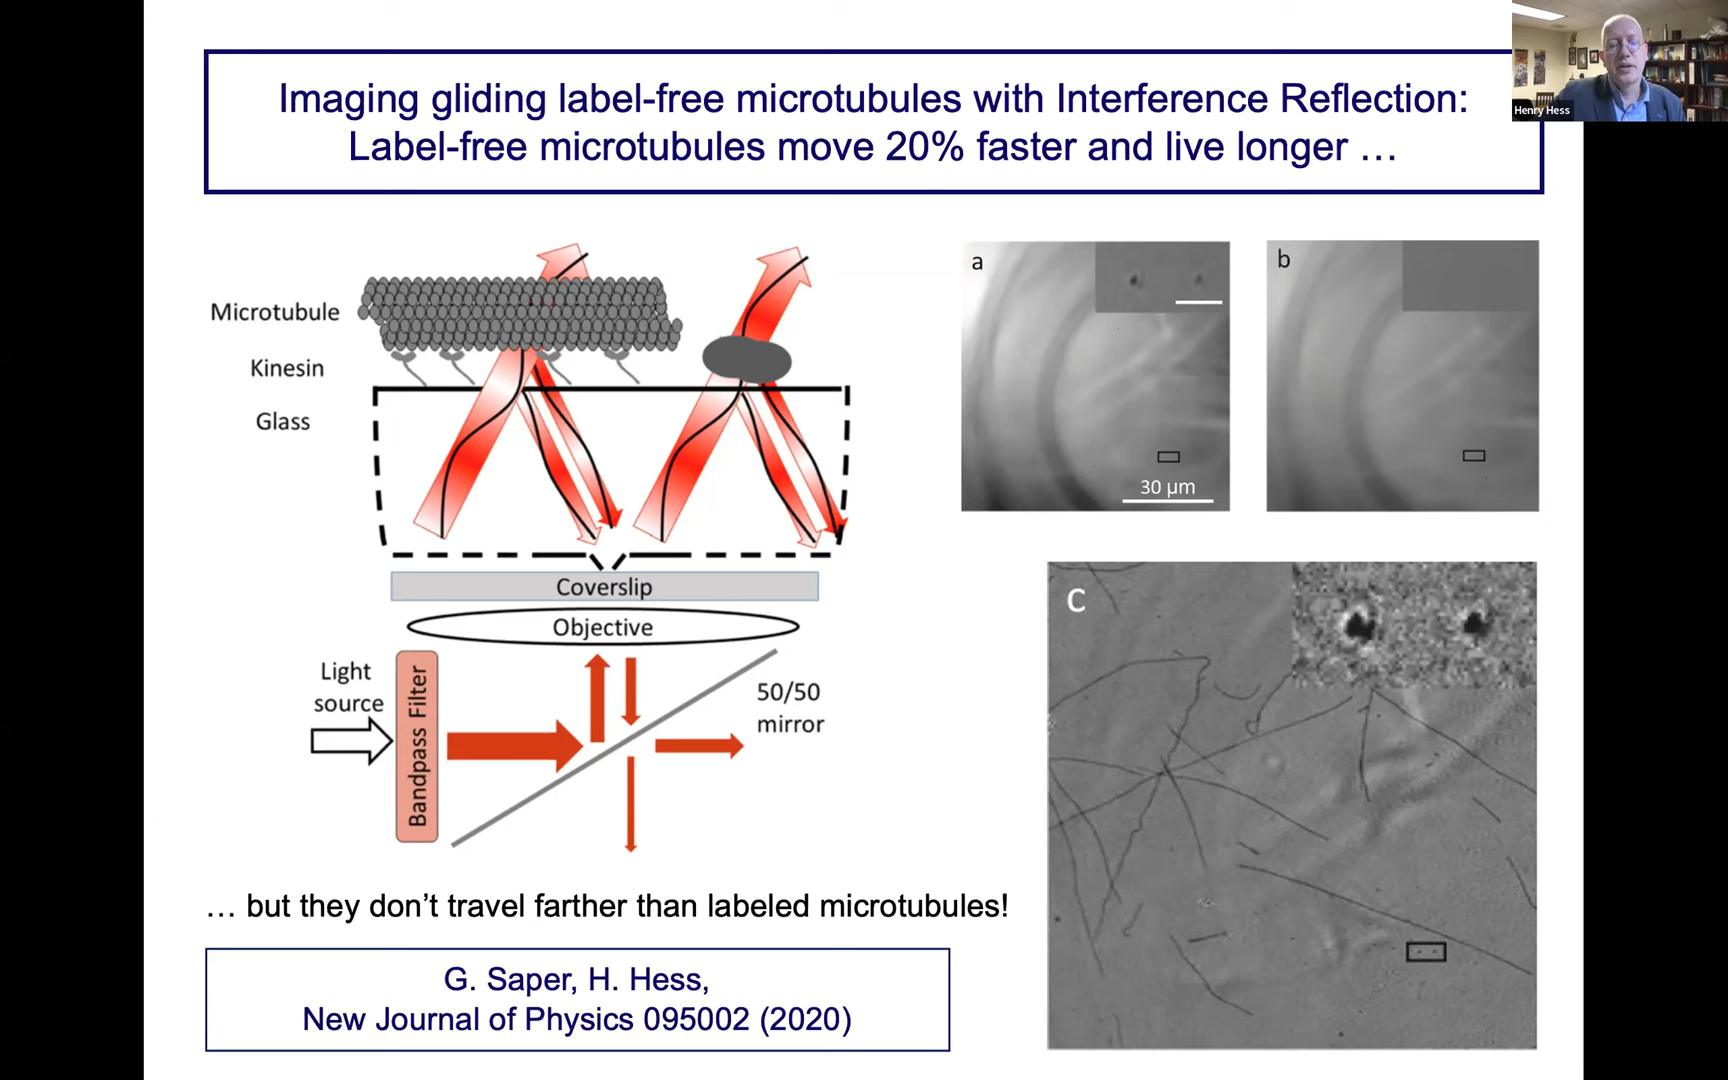 Imaging gliding label-free microtubules with Interference Reflection:
Label-free microtubules move 20% faster and live longer …
Henry Hess
Microtubule
Kinesin
Glass
Coverslip
Objective
Light
source
Bandpass Filter
50/50
mirror
a
30 µm
b
c
… but they don’t travel farther than labeled microtubules!
G. Saper, H. Hess,
New Journal of Physics 095002 (2020)